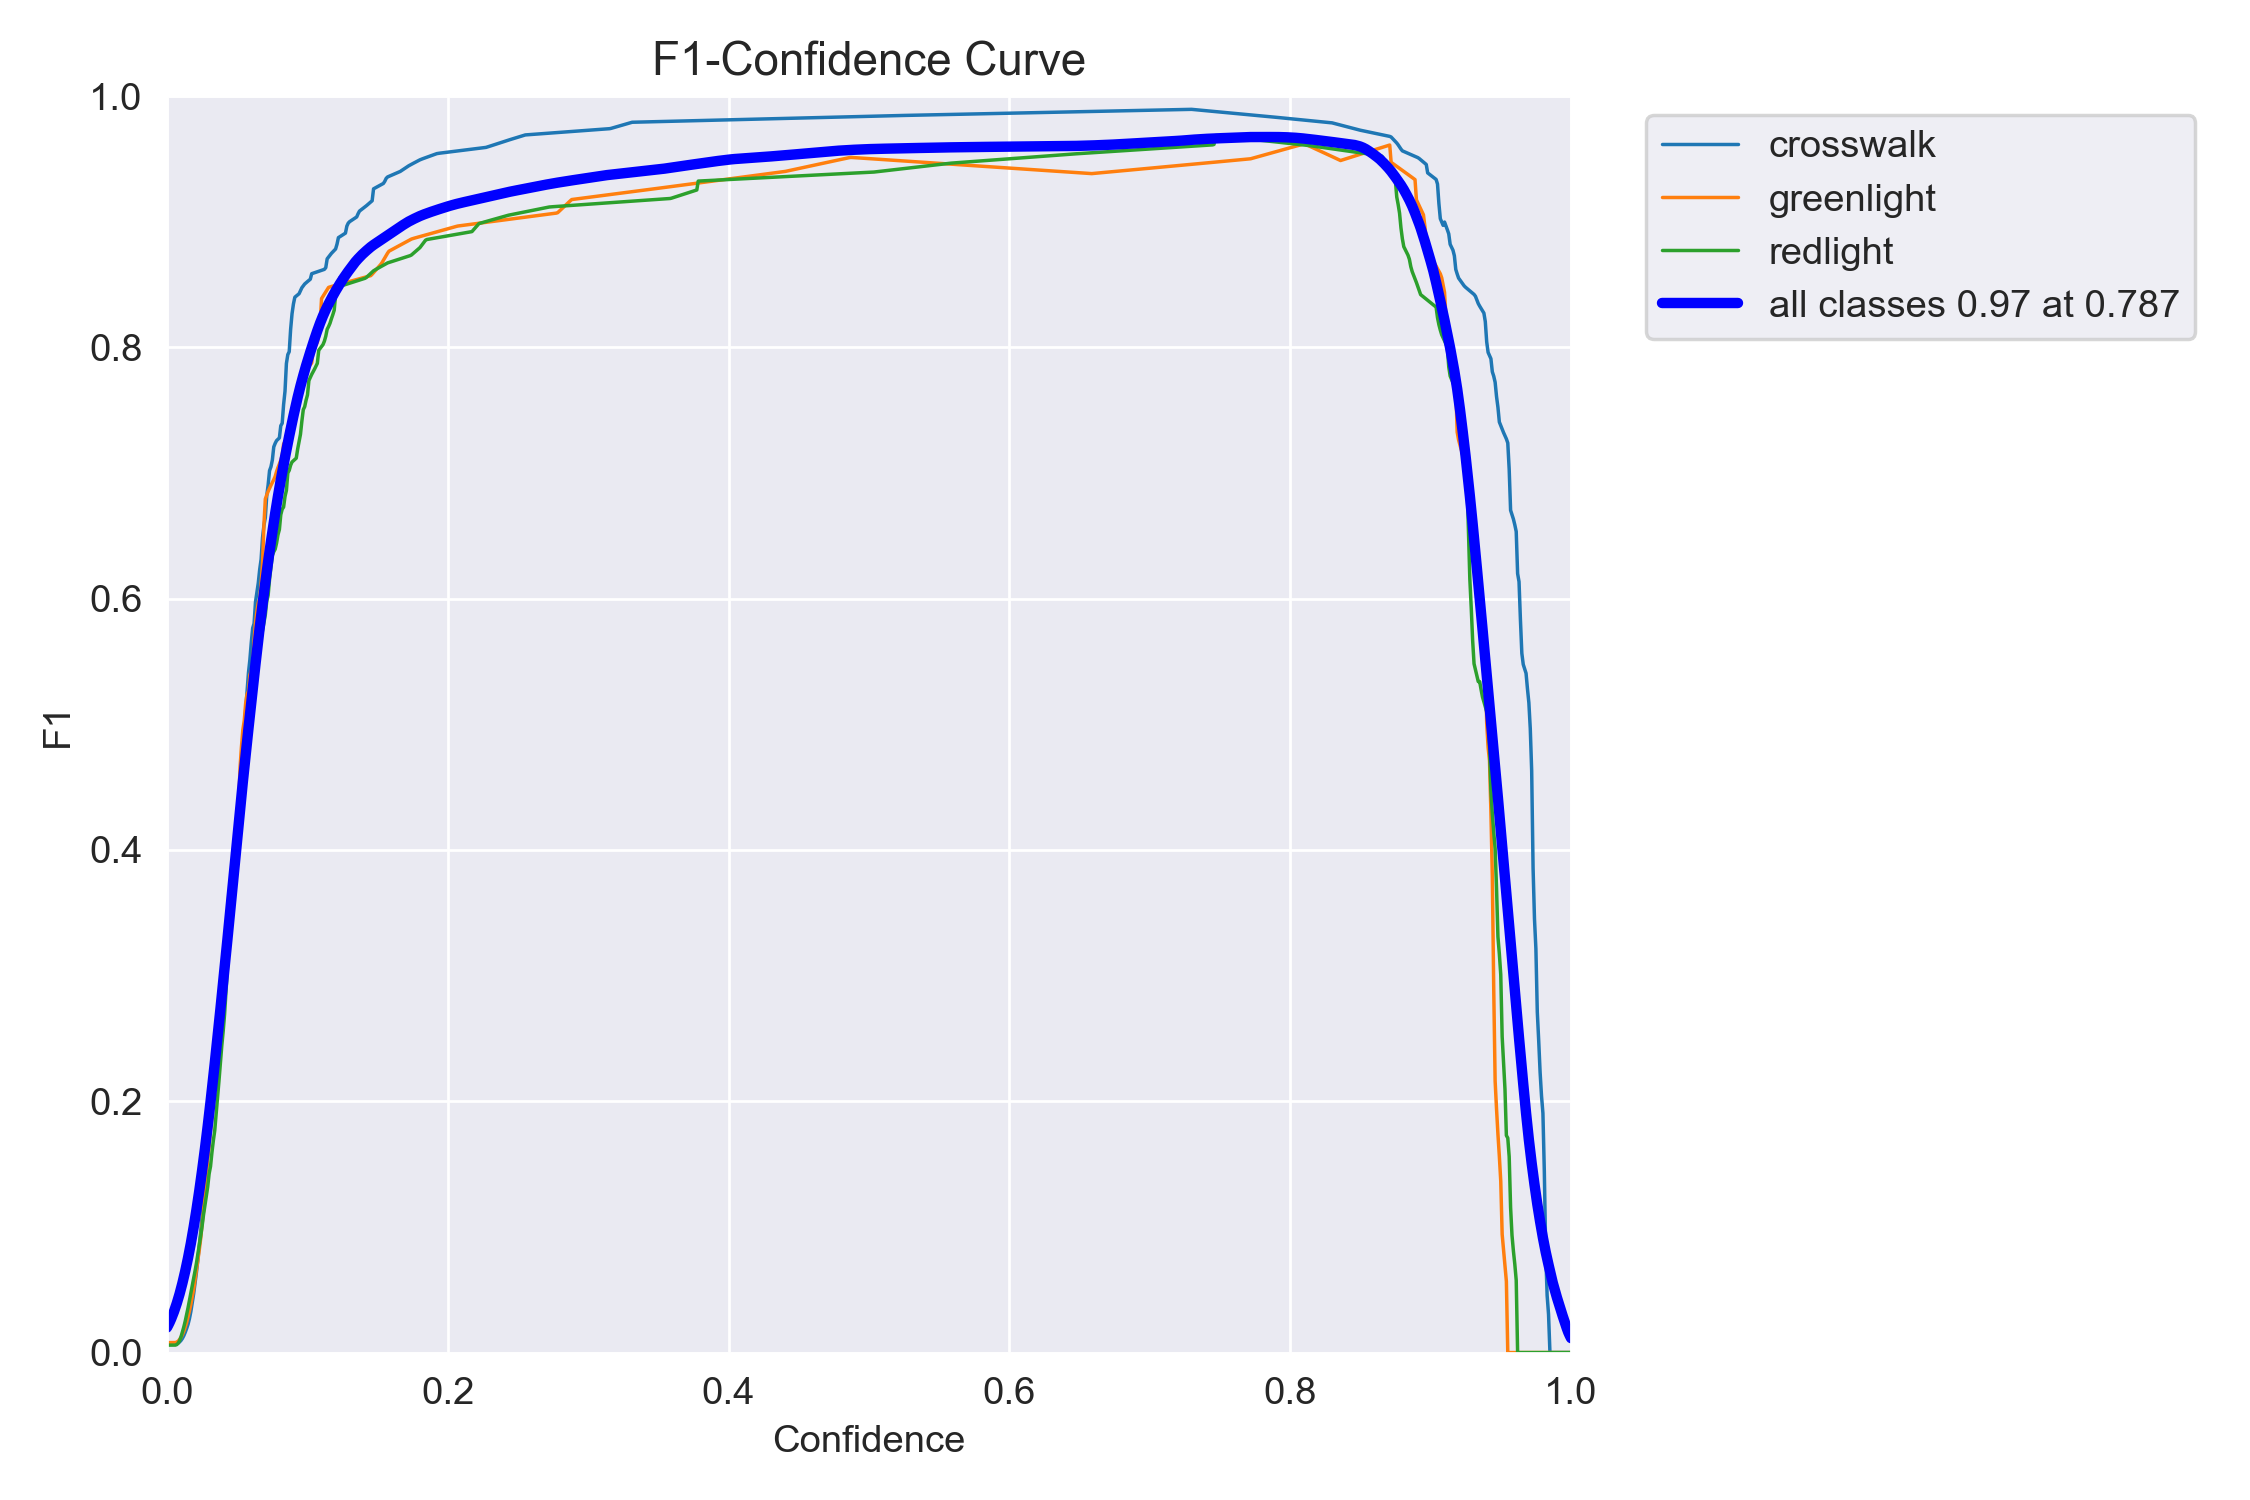 F1-Confidence Curve
1.0
0.8
0.6
0.4
0.2
0.0
F1
0.0 0.2 0.4 0.6 0.8 1.0
Confidence
crosswalk
greenlight
redlight
all classes 0.97 at 0.787